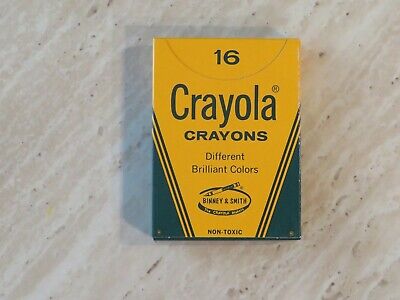 16
Crayola®
CRAYONS
Different
Brilliant Colors
BINNEY & SMITH
NON-TOXIC